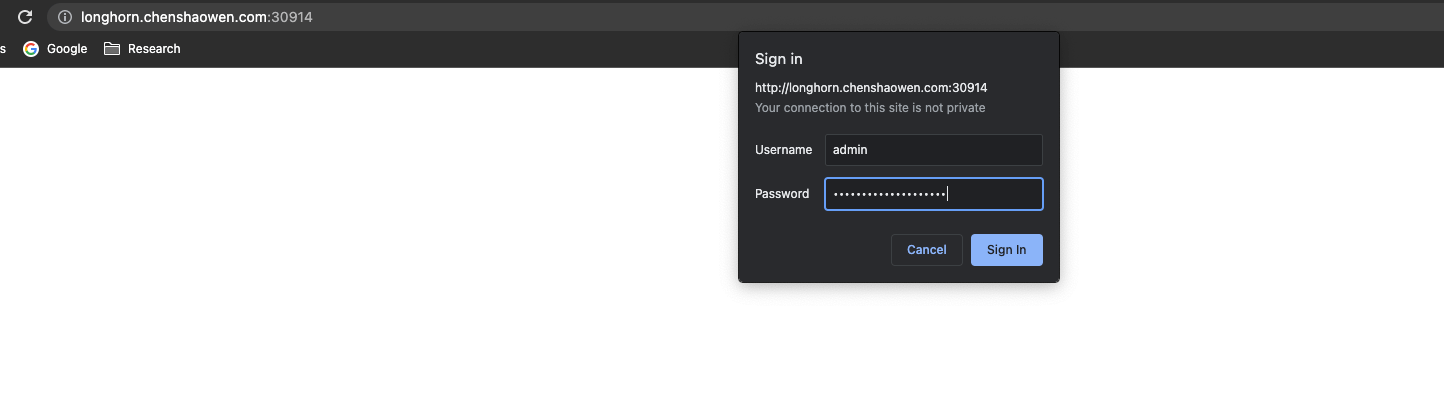 longhorn.chenshaowen.com:30914
s Google Research
Sign in
http://longhorn.chenshaowen.com:30914
Your connection to this site is not private
Username admin
Password ••••••••••••••••••••
Cancel Sign In